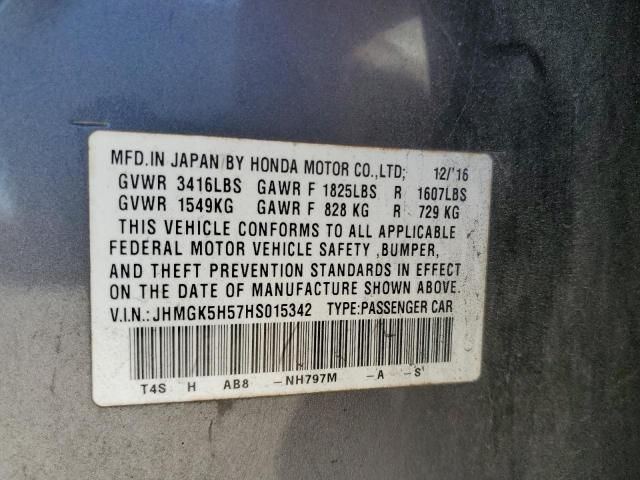 MFD.IN JAPAN BY HONDA MOTOR CO.,LTD; 12/'16
GVWR 3416LBS GAWR F 1825LBS R 1607LBS
GVWR 1549KG GAWR F 828 KG R 729 KG
THIS VEHICLE CONFORMS TO ALL APPLICABLE
FEDERAL MOTOR VEHICLE SAFETY ,BUMPER,
AND THEFT PREVENTION STANDARDS IN EFFECT
ON THE DATE OF MANUFACTURE SHOWN ABOVE.
V.I.N.:JHMGK5H57HS015342 TYPE:PASSENGER CAR
T4S H AB8 -NH797M -A -S